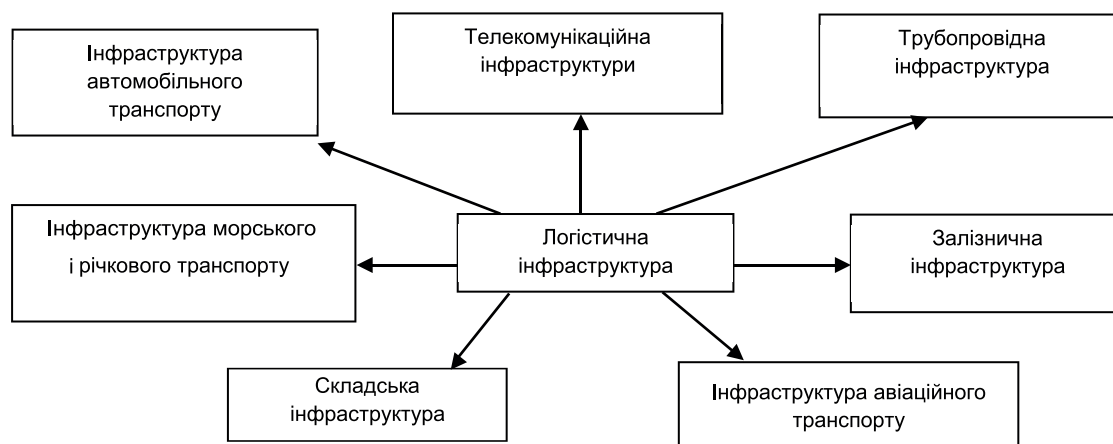 Інфраструктура
автомобільного
транспорту
Телекомунікаційна
інфраструктури
Трубопровідна
інфраструктура
Інфраструктура морського
і річкового транспорту
Логістична
інфраструктура
Залізнична
інфраструктура
Складська
інфраструктура
Інфраструктура авіаційного
транспорту